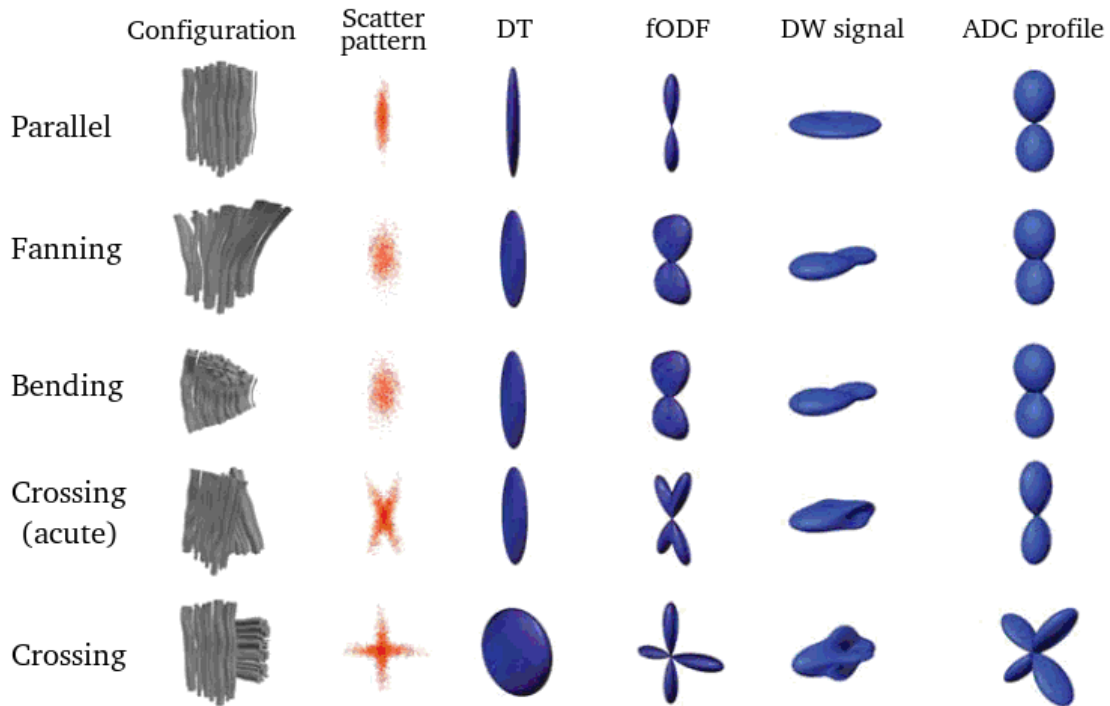 Configuration
Scatter
pattern
DT
fODF
DW signal
ADC profile
Parallel
Fanning
Bending
Crossing
(acute)
Crossing